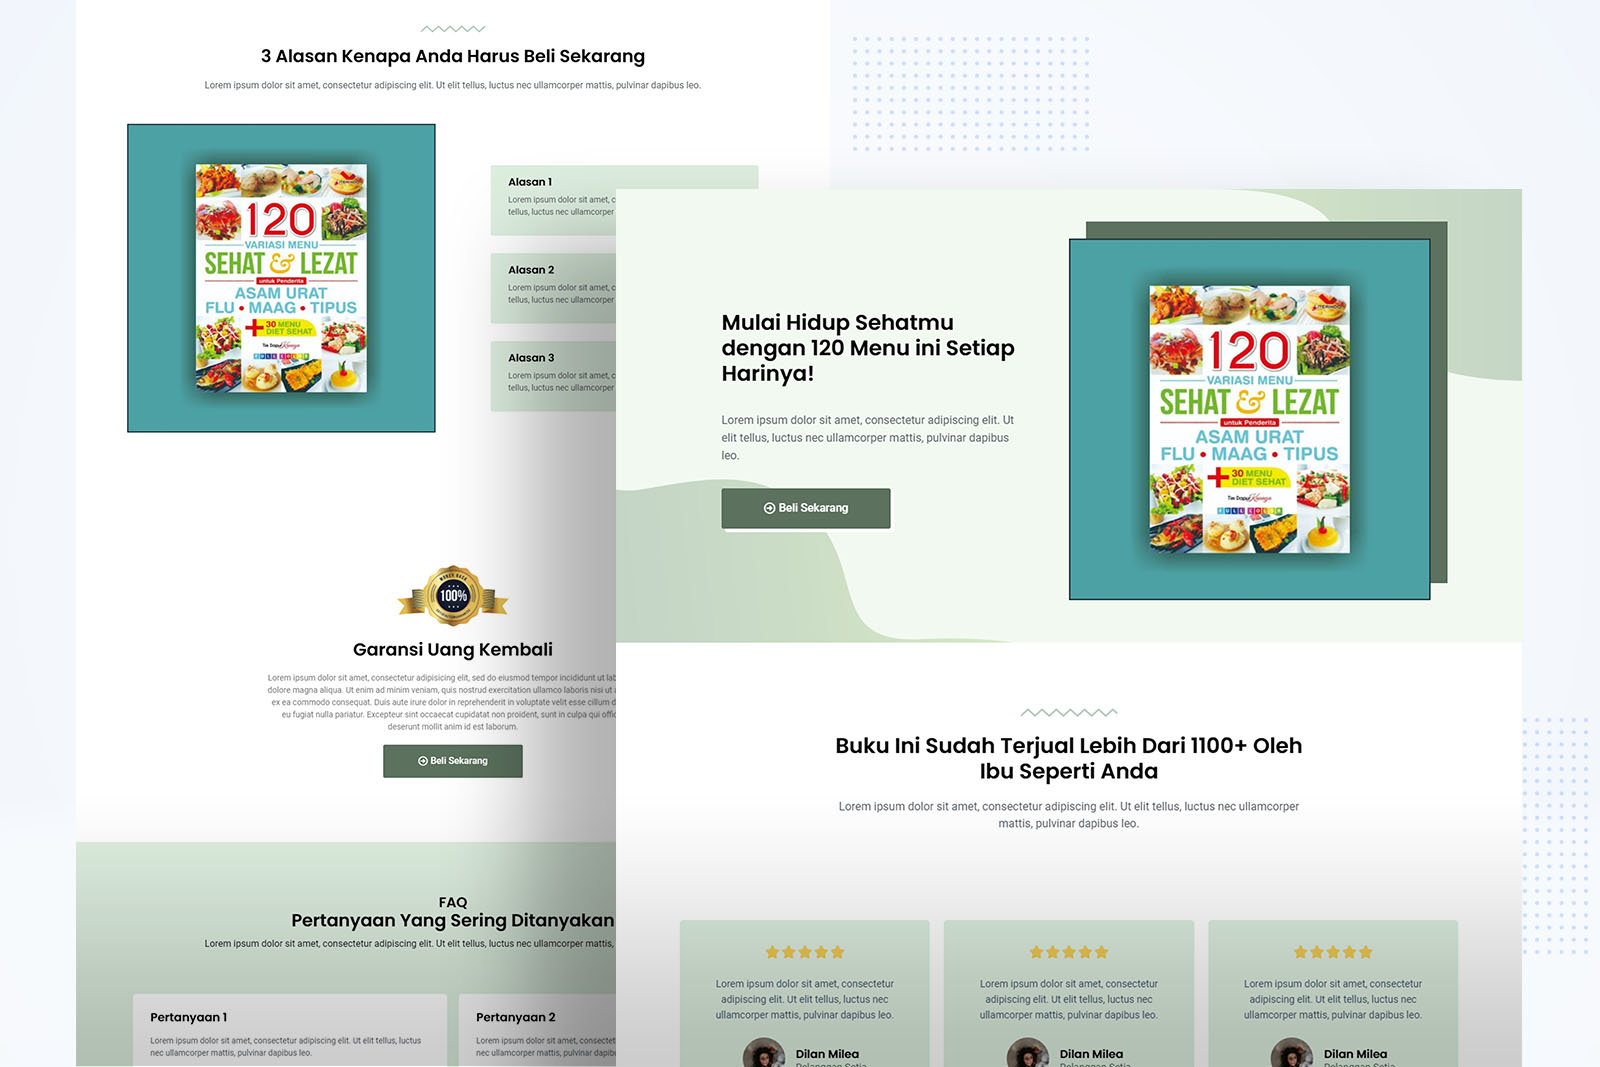 3 Alasan Kenapa Anda Harus Beli Sekarang
Lorem ipsum dolor sit amet, consectetur adipiscing elit. Ut elit tellus, luctus nec ullamcorper mattis, pulvinar dapibus leo.
120
VARIASI MENU
SEHAT & LEZAT
untuk Penderita
ASAM URAT
FLU • MAAG • TIPUS
+ 30 MENU
DIET SEHAT
Tim Dapur
FULL COLOR
Alasan 1
Lorem ipsum dolor sit amet, c
tellus, luctus nec ullamcorper
Alasan 2
Lorem ipsum dolor sit amet, c
tellus, luctus nec ullamcorper
Alasan 3
Lorem ipsum dolor sit amet, c
tellus, luctus nec ullamcorper
MONEY BACK
100%
Garansi Uang Kembali
Lorem ipsum dolor sit amet, consectetur adipiscing elit, sed do eiusmod tempor incididunt ut lab
dolore magna aliqua. Ut enim ad minim veniam, quis nostrud exercitation ullamco laboris nisi ut a
ex ea commodo consequat. Duis aute irure dolor in reprehenderit in voluptate velit esse cillum d
eu fugiat nulla pariatur. Excepteur sint occaecat cupidatat non proident, sunt in culpa qui offic
deserunt mollit anim id est laborum.
Beli Sekarang
FAQ
Pertanyaan Yang Sering Ditanyakan
Lorem ipsum dolor sit amet, consectetur adipiscing elit. Ut elit tellus, luctus nec ullamcorper mattis,
Pertanyaan 1
Lorem ipsum dolor sit amet, consectetur adipiscing elit. Ut elit tellus, luctus
nec ullamcorper mattis, pulvinar dapibus leo.
Pertanyaan 2
Lorem ipsum dolor sit amet, consectet
nec ullamcorper mattis, pulvinar dapib
Mulai Hidup Sehatmu
dengan 120 Menu ini Setiap
Harinya!
Lorem ipsum dolor sit amet, consectetur adipiscing elit. Ut
elit tellus, luctus nec ullamcorper mattis, pulvinar dapibus
leo.
Beli Sekarang
120
VARIASI MENU
SEHAT & LEZAT
untuk Penderita
ASAM URAT
FLU • MAAG • TIPUS
+ 30 MENU
DIET SEHAT
Tim Dapur
FULL COLOR
Buku Ini Sudah Terjual Lebih Dari 1100+ Oleh
Ibu Seperti Anda
Lorem ipsum dolor sit amet, consectetur adipiscing elit. Ut elit tellus, luctus nec ullamcorper
mattis, pulvinar dapibus leo.
Lorem ipsum dolor sit amet, consectetur
adipiscing elit. Ut elit tellus, luctus nec
ullamcorper mattis, pulvinar dapibus leo.
Dilan Milea
Pelanggan Setia
Lorem ipsum dolor sit amet, consectetur
adipiscing elit. Ut elit tellus, luctus nec
ullamcorper mattis, pulvinar dapibus leo.
Dilan Milea
Pelanggan Setia
Lorem ipsum dolor sit amet, consectetur
adipiscing elit. Ut elit tellus, luctus nec
ullamcorper mattis, pulvinar dapibus leo.
Dilan Milea
Pelanggan Setia